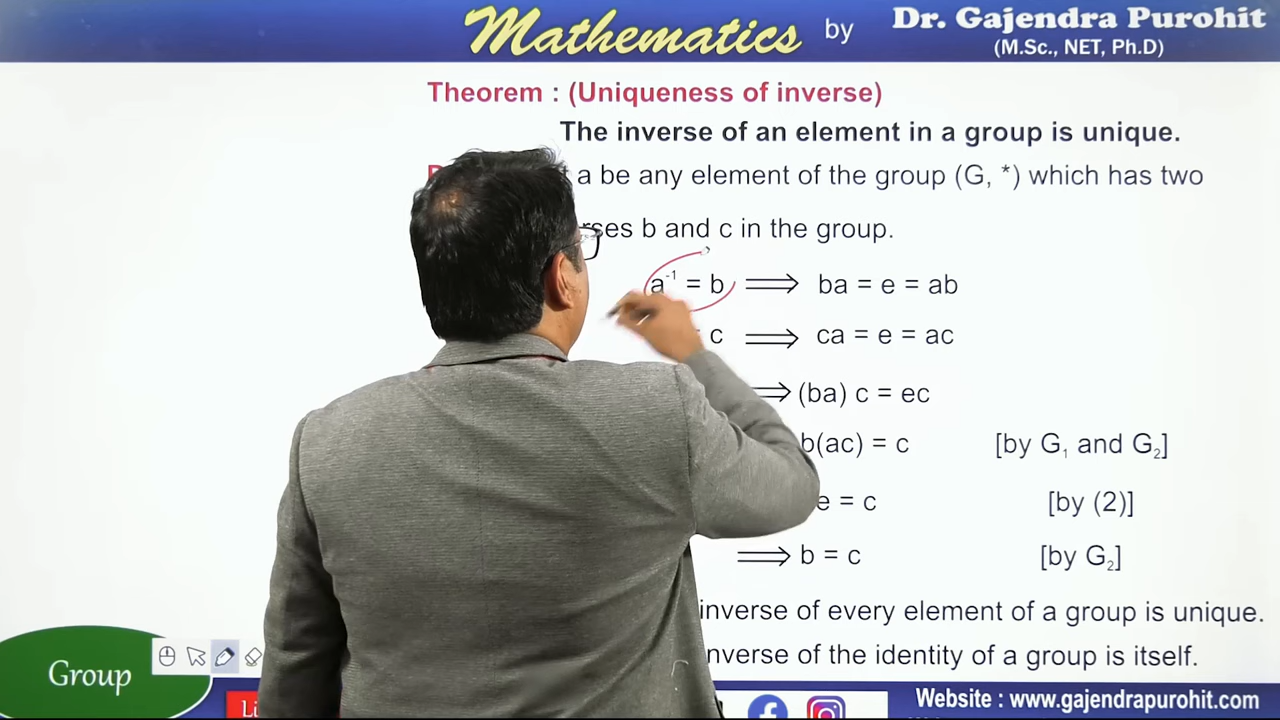 Mathematics by Dr. Gajendra Purohit
(M.Sc., NET, Ph.D)
Theorem : (Uniqueness of inverse)
The inverse of an element in a group is unique.
a be any element of the group (G, *) which has two
b and c in the group.
a⁻¹ = b ⟹ ba = e = ab
c ⟹ ca = e = ac
⟹ (ba) c = ec
b(ac) = c [by G₁ and G₂]
e = c [by (2)]
⟹ b = c [by G₂]
inverse of every element of a group is unique.
of the identity of a group is itself.
Group
Website : www.gajendrapurohit.com